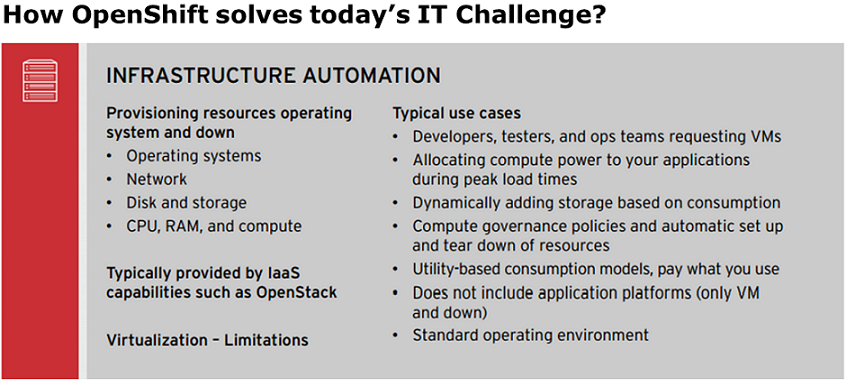 How OpenShift solves today's IT Challenge?
INFRASTRUCTURE AUTOMATION
Provisioning resources operating
system and down
• Operating systems
• Network
• Disk and storage
• CPU, RAM, and compute
Typically provided by IaaS
capabilities such as OpenStack
Virtualization – Limitations
Typical use cases
• Developers, testers, and ops teams requesting VMs
• Allocating compute power to your applications
during peak load times
• Dynamically adding storage based on consumption
• Compute governance policies and automatic set up
and tear down of resources
• Utility-based consumption models, pay what you use
• Does not include application platforms (only VM
and down)
• Standard operating environment